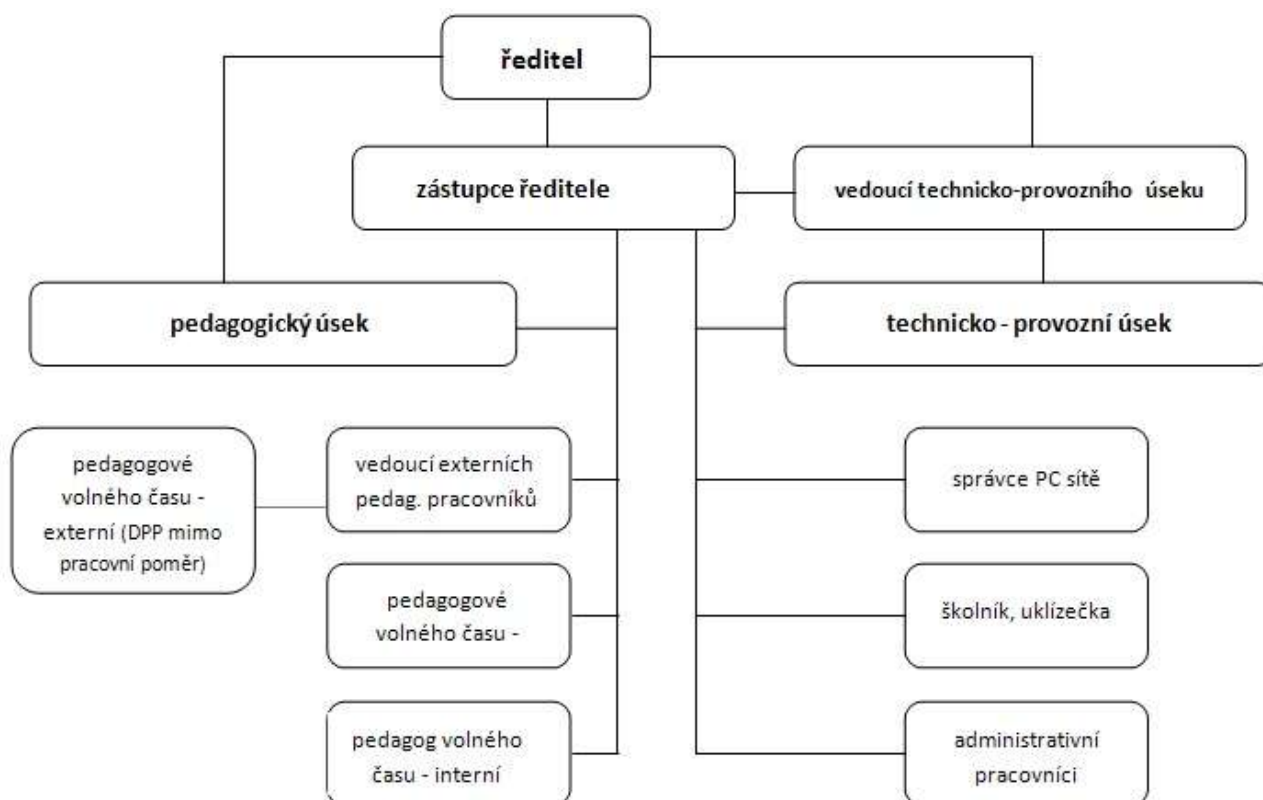 ředitel
zástupce ředitele
vedoucí technicko-provozního úseku
pedagogický úsek
technicko - provozní úsek
pedagogové
volného času -
externí (DPP mimo
pracovní poměr)
vedoucí externích
pedag. pracovníků
správce PC sítě
pedagogové
volného času -
školník, uklízečka
pedagog volného
času - interní
administrativní
pracovníci